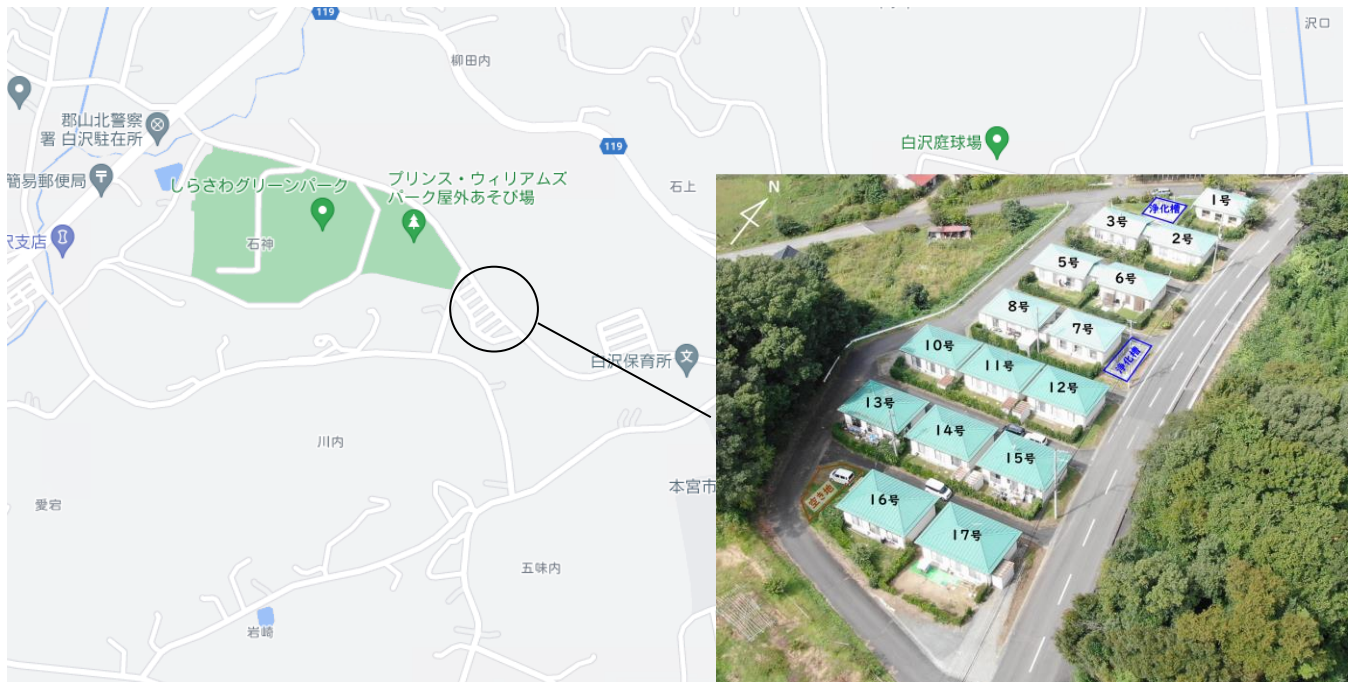 119
沢口
柳田内
郡山北警察
署 白沢駐在所
119
白沢庭球場
簡易郵便局
しらさわグリーンパーク
プリンス・ウィリアムズ
パーク屋外あそび場
石上
沢支店
石神
白沢保育所
文
川内
本宮市
愛宕
五味内
岩崎
N
1号
浄化槽
3号
2号
5号
6号
8号
7号
浄化槽
10号
11号
12号
13号
14号
15号
空き地
16号
17号